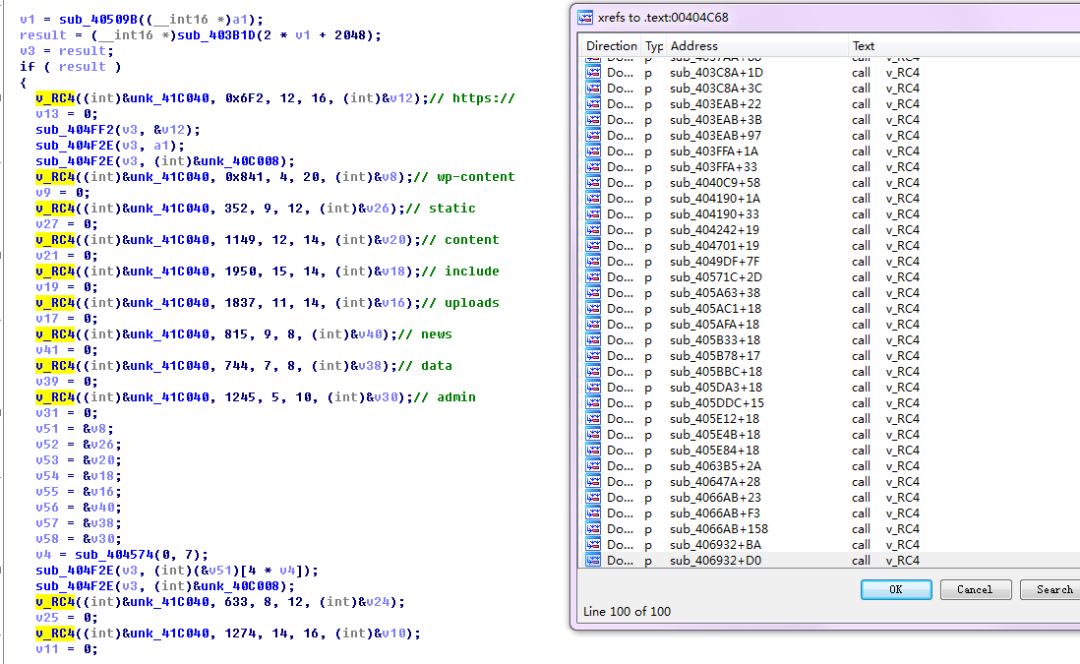 v1 = sub_40509B((__int16 *)a1);
result = (__int16 *)sub_403B1D(2 * v1 + 2048);
v3 = result;
if ( result )
{
v_RC4((int)&unk_41C040, 0x6F2, 12, 16, (int)&v12);// https://
v13 = 0;
sub_404FF2(v3, &v12);
sub_404F2E(v3, a1);
sub_404F2E(v3, (int)&unk_40C008);
v_RC4((int)&unk_41C040, 0x841, 4, 20, (int)&v8);// wp-content
v9 = 0;
v_RC4((int)&unk_41C040, 352, 9, 12, (int)&v26);// static
v27 = 0;
v_RC4((int)&unk_41C040, 1149, 12, 14, (int)&v20);// content
v21 = 0;
v_RC4((int)&unk_41C040, 1950, 15, 14, (int)&v18);// include
v19 = 0;
v_RC4((int)&unk_41C040, 1837, 11, 14, (int)&v16);// uploads
v17 = 0;
v_RC4((int)&unk_41C040, 815, 9, 8, (int)&v40);// news
v41 = 0;
v_RC4((int)&unk_41C040, 744, 7, 8, (int)&v38);// data
v39 = 0;
v_RC4((int)&unk_41C040, 1245, 5, 10, (int)&v30);// admin
v31 = 0;
v51 = &v8;
v52 = &v26;
v53 = &v20;
v54 = &v18;
v55 = &v16;
v56 = &v40;
v57 = &v38;
v58 = &v30;
v4 = sub_404574(0, 7);
sub_404F2E(v3, (int)(&v51)[4 * v4]);
sub_404F2E(v3, (int)&unk_40C008);
v_RC4((int)&unk_41C040, 633, 8, 12, (int)&v24);
v25 = 0;
v_RC4((int)&unk_41C040, 1274, 14, 16, (int)&v10);
v11 = 0;
xrefs to .text:00404C68
Direction Typ Address Text
Do... p sub_403C8A+1D call v_RC4
Do... p sub_403C8A+3C call v_RC4
Do... p sub_403EAB+22 call v_RC4
Do... p sub_403EAB+3B call v_RC4
Do... p sub_403EAB+97 call v_RC4
Do... p sub_403FFA+1A call v_RC4
Do... p sub_403FFA+33 call v_RC4
Do... p sub_4040C9+58 call v_RC4
Do... p sub_404190+1A call v_RC4
Do... p sub_404190+33 call v_RC4
Do... p sub_404242+19 call v_RC4
Do... p sub_404701+19 call v_RC4
Do... p sub_4049DF+7F call v_RC4
Do... p sub_40571C+2D call v_RC4
Do... p sub_405A63+38 call v_RC4
Do... p sub_405AC1+18 call v_RC4
Do... p sub_405AFA+18 call v_RC4
Do... p sub_405B33+18 call v_RC4
Do... p sub_405B78+17 call v_RC4
Do... p sub_405BBC+18 call v_RC4
Do... p sub_405DA3+18 call v_RC4
Do... p sub_405DDC+15 call v_RC4
Do... p sub_405E12+18 call v_RC4
Do... p sub_405E4B+18 call v_RC4
Do... p sub_405E84+18 call v_RC4
Do... p sub_4063B5+2A call v_RC4
Do... p sub_40647A+28 call v_RC4
Do... p sub_4066AB+23 call v_RC4
Do... p sub_4066AB+F3 call v_RC4
Do... p sub_4066AB+158 call v_RC4
Do... p sub_406932+BA call v_RC4
Do... p sub_406932+D0 call v_RC4
OK Cancel Search
Line 100 of 100